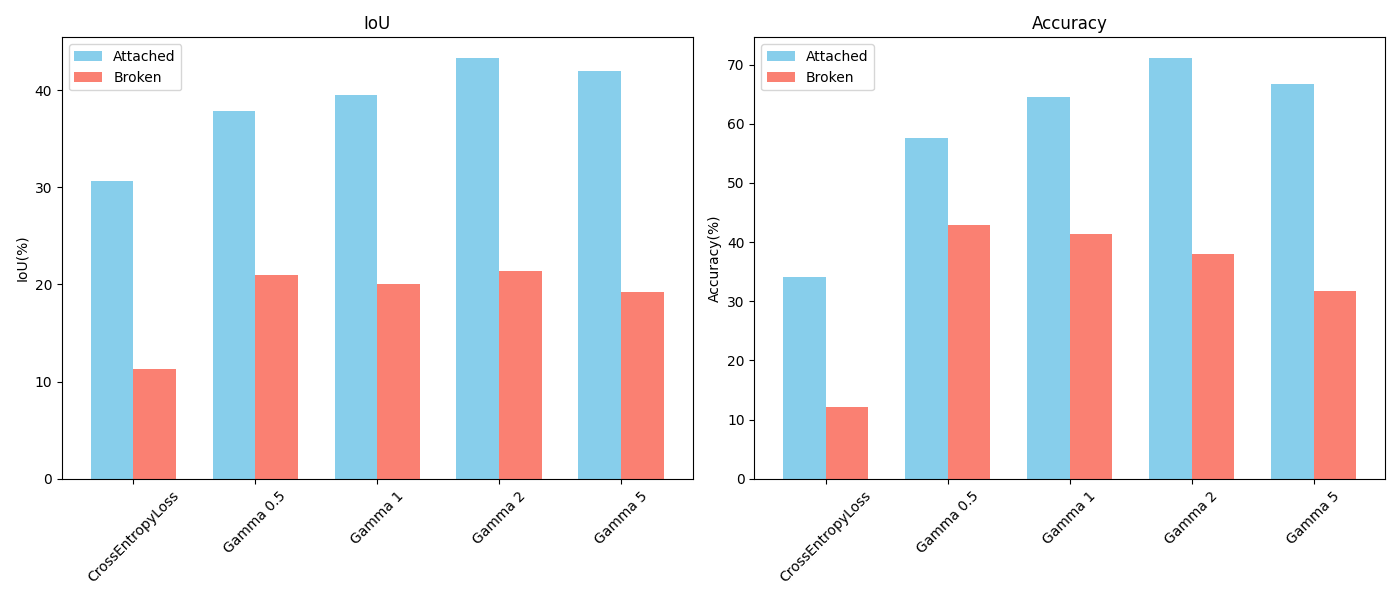 IoU
Attached
Broken
IoU(%)
40
30
20
10
0
CrossEntropyLoss
Gamma 0.5
Gamma 1
Gamma 2
Gamma 5
Accuracy
Attached
Broken
Accuracy(%)
70
60
50
40
30
20
10
0
CrossEntropyLoss
Gamma 0.5
Gamma 1
Gamma 2
Gamma 5